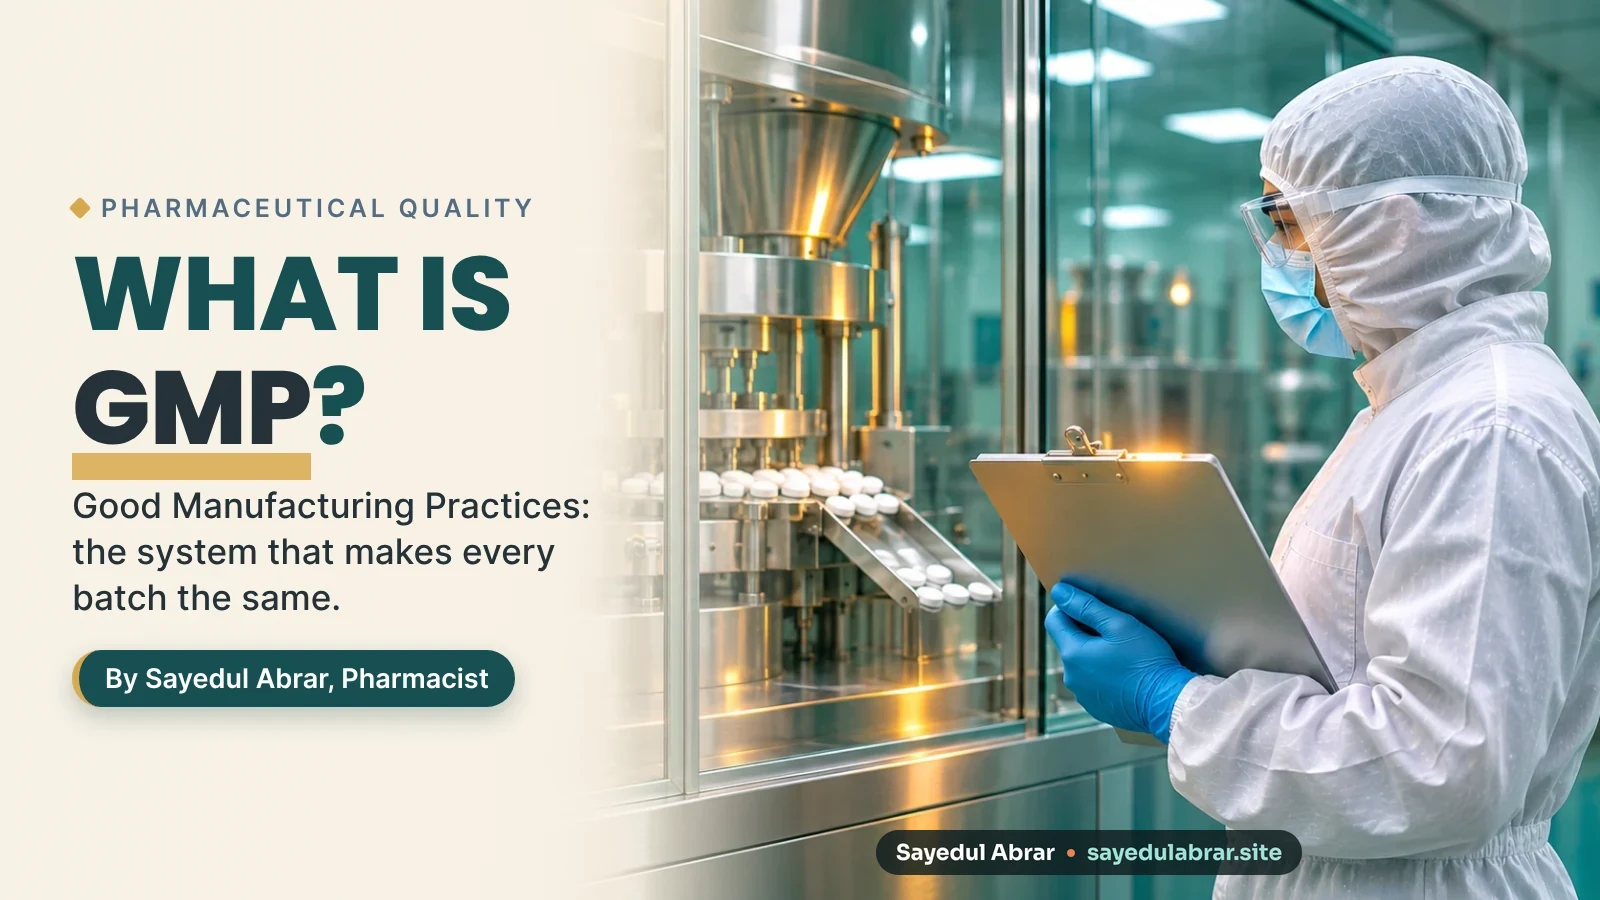 PHARMACEUTICAL QUALITY
WHAT IS
GMP?
Good Manufacturing Practices:
the system that makes every
batch the same.
By Sayedul Abrar, Pharmacist
Sayedul Abrar • sayedulabrar.site